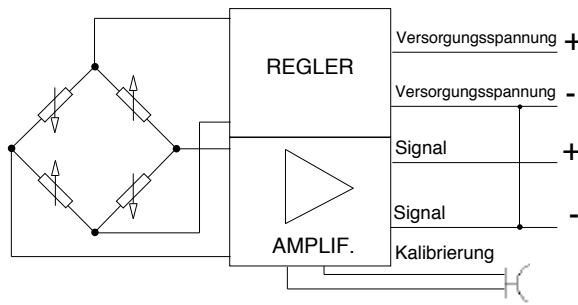 REGLER
AMPLIF.
Versorgungsspannung +
Versorgungsspannung -
Signal +
Signal -
Kalibrierung